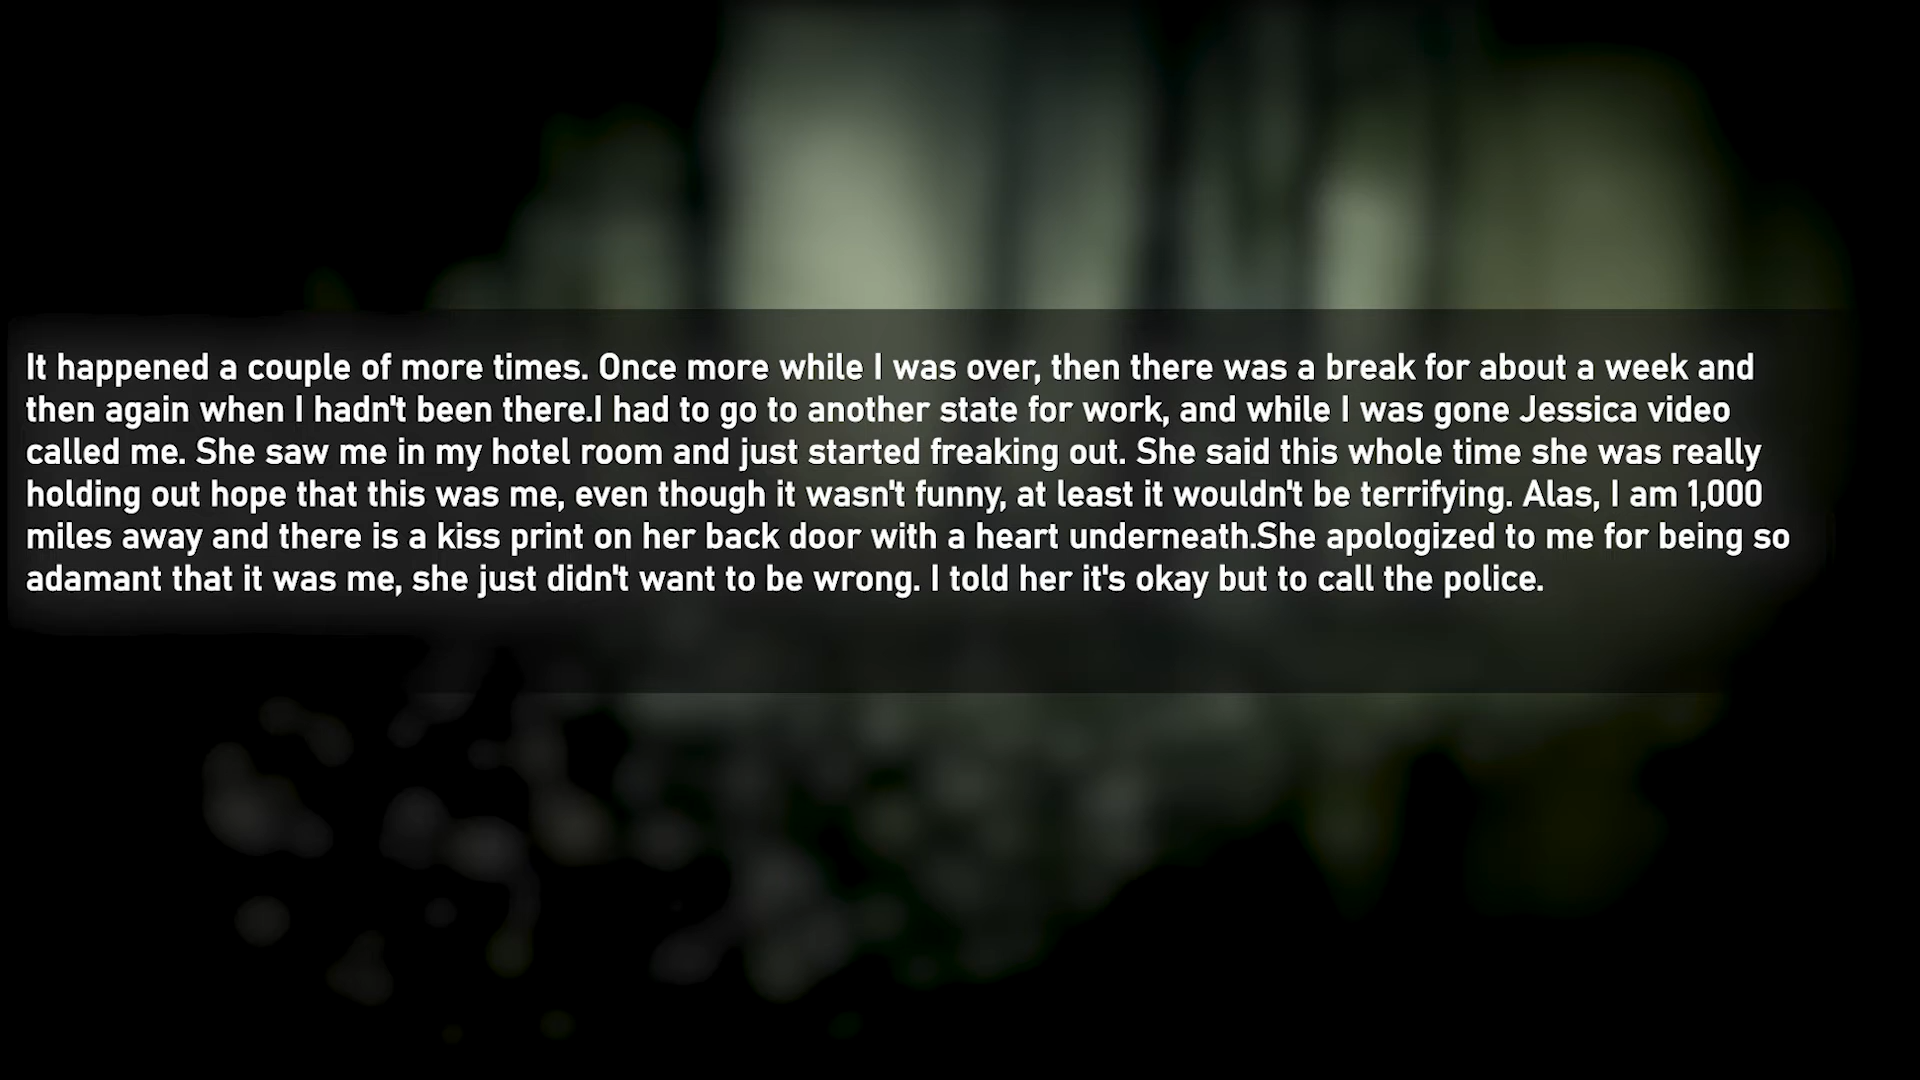 It happened a couple of more times. Once more while I was over, then there was a break for about a week and
then again when I hadn't been there.I had to go to another state for work, and while I was gone Jessica video
called me. She saw me in my hotel room and just started freaking out. She said this whole time she was really
holding out hope that this was me, even though it wasn't funny, at least it wouldn't be terrifying. Alas, I am 1,000
miles away and there is a kiss print on her back door with a heart underneath.She apologized to me for being so
adamant that it was me, she just didn't want to be wrong. I told her it's okay but to call the police.